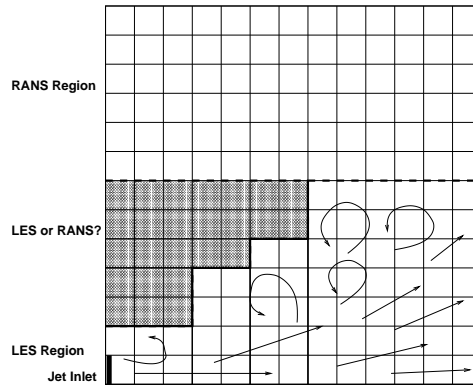 RANS Region
LES or RANS?
LES Region
Jet Inlet